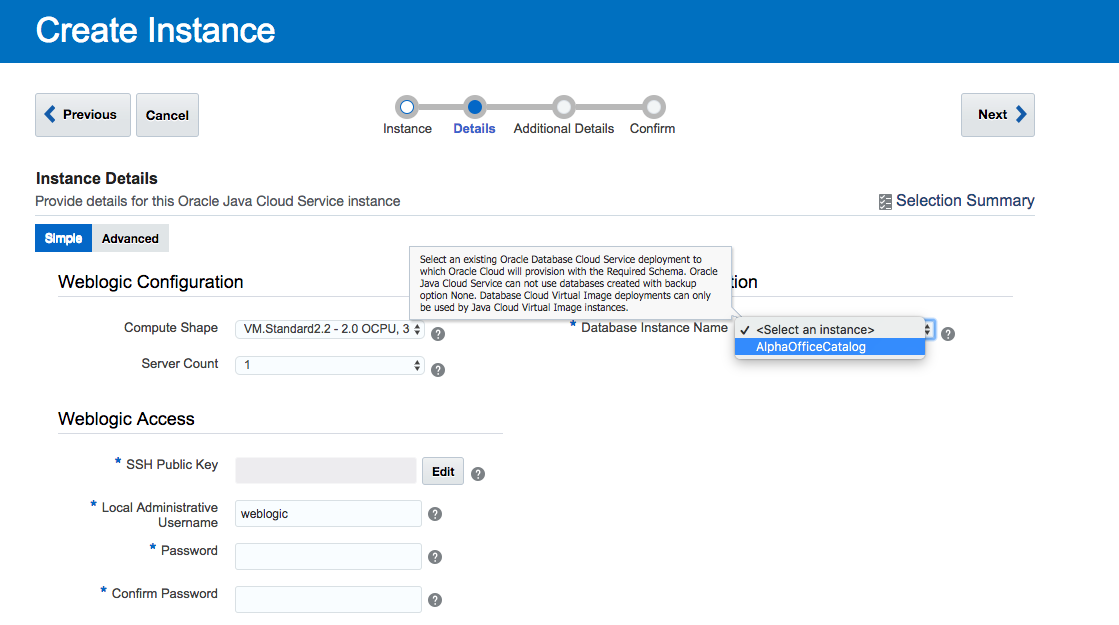 Create Instance
Previous
Cancel
Instance
Details
Additional Details
Confirm
Next
Instance Details
Provide details for this Oracle Java Cloud Service instance
Selection Summary
Simple
Advanced
Select an existing Oracle Database Cloud Service deployment to
which Oracle Cloud will provision with the Required Schema. Oracle
Java Cloud Service can not use databases created with backup
option None. Database Cloud Virtual Image deployments can only
be used by Java Cloud Virtual Image instances.
Weblogic Configuration
tion
Compute Shape
VM.Standard2.2 - 2.0 OCPU, 3
?
* Database Instance Name
✓ <Select an instance>
?
AlphaOfficeCatalog
Server Count
1
?
Weblogic Access
* SSH Public Key
Edit
?
* Local Administrative
Username
weblogic
?
* Password
?
* Confirm Password
?